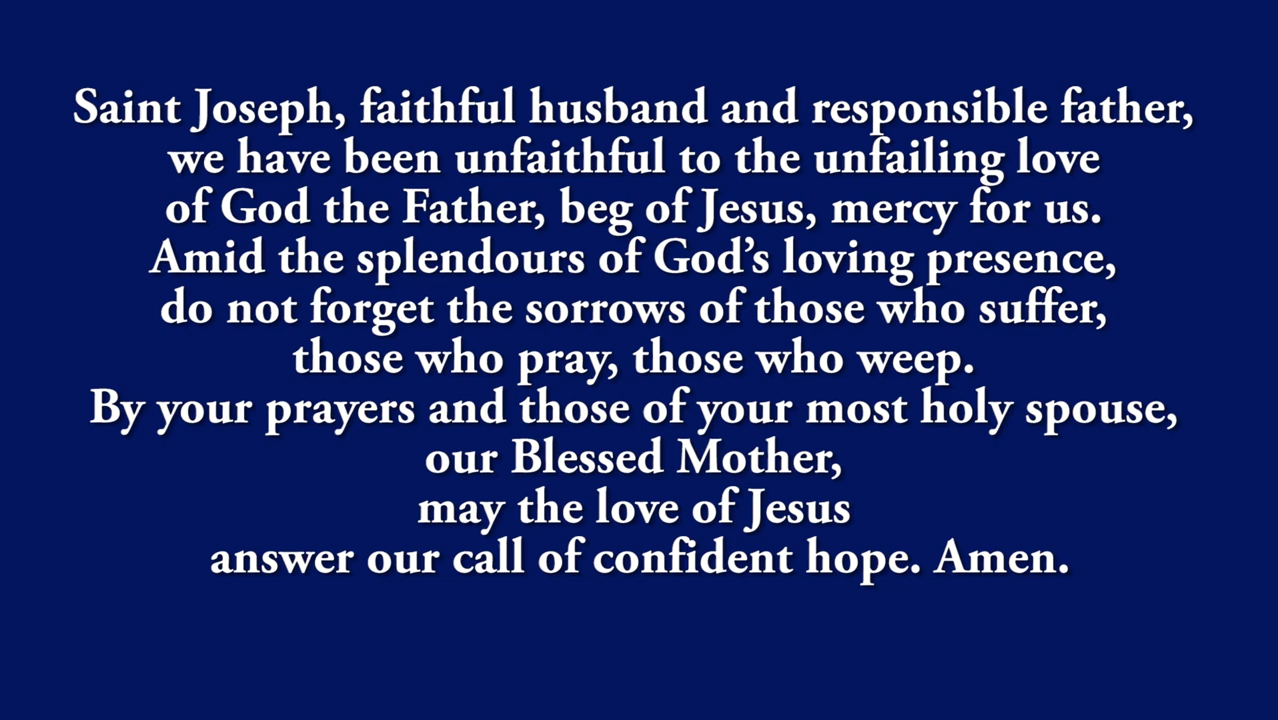 Saint Joseph, faithful husband and responsible father,
we have been unfaithful to the unfailing love
of God the Father, beg of Jesus, mercy for us.
Amid the splendours of God’s loving presence,
do not forget the sorrows of those who suffer,
those who pray, those who weep.
By your prayers and those of your most holy spouse,
our Blessed Mother,
may the love of Jesus
answer our call of confident hope. Amen.